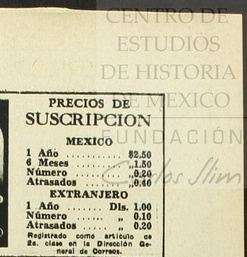 CENTRO DE
ESTUDIOS
DE HISTORIA
DE MEXICO
FUNDACIÓN
Carlos Slim
PRECIOS DE
SUSCRIPCION
MEXICO
1 Año .......... $2.50
6 Meses ....... „ 1.50
Número ........ „ 0.20
Atrasados ..... „ 0.40
EXTRANJERO
1 Año. ..... Dls. 1.00
Número ...... „ 0.10
Atrasados .. „ 0.20
Registrado como artículo de
2a. clase en la Dirección Ge-
neral de Correos.